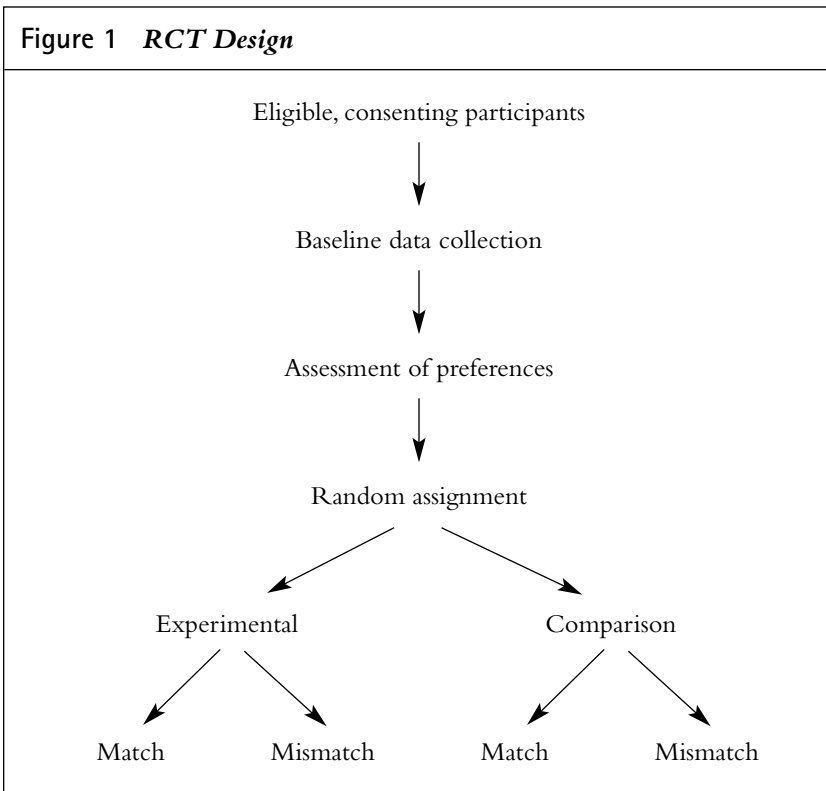 Figure 1 RCT Design
Eligible, consenting participants
Baseline data collection
Assessment of preferences
Random assignment
Experimental Comparison
Match Mismatch Match Mismatch